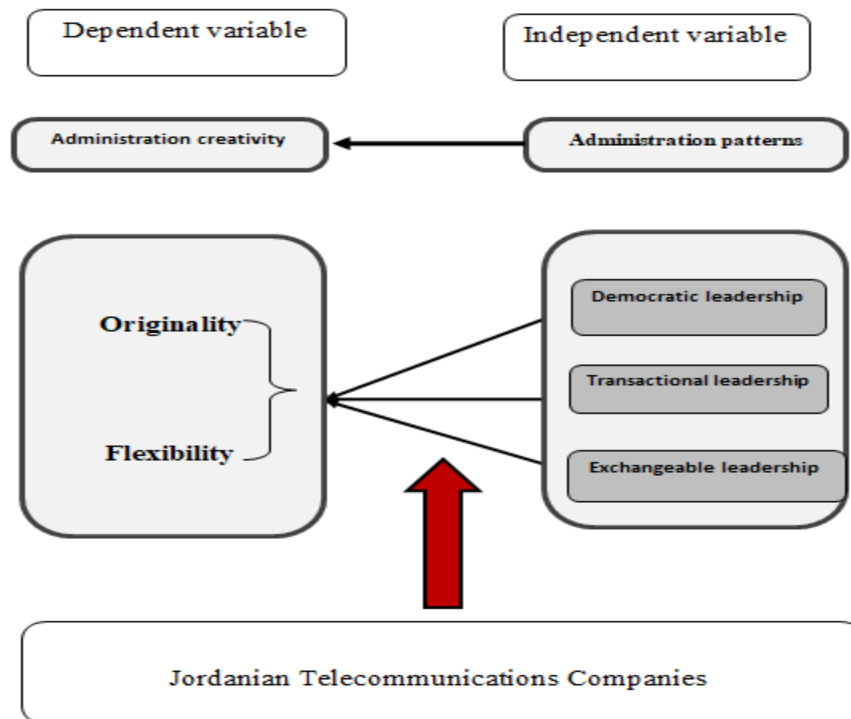 Dependent variable
Independent variable
Administration creativity
Administration patterns
Originality
Flexibility
Democratic leadership
Transactional leadership
Exchangeable leadership
Jordanian Telecommunications Companies